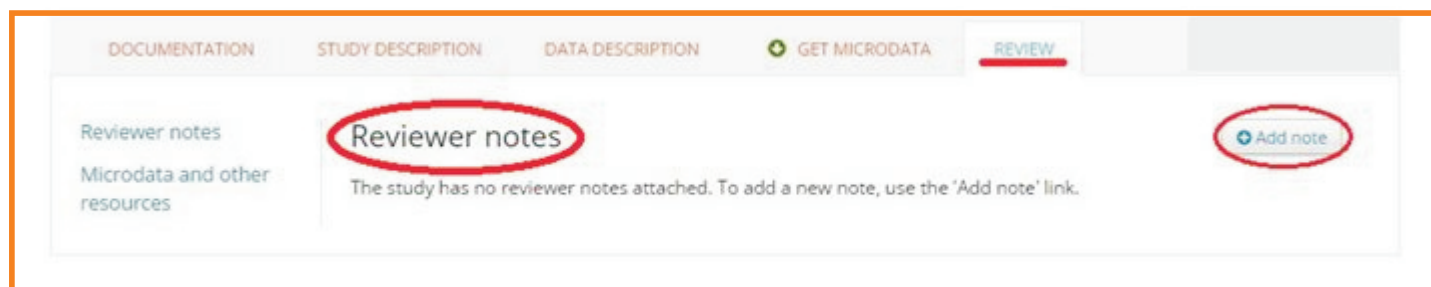 DOCUMENTATION STUDY DESCRIPTION DATA DESCRIPTION GET MICRODATA REVIEW
Reviewer notes
Microdata and other
resources
Reviewer notes
Add note
The study has no reviewer notes attached. To add a new note, use the 'Add note' link.